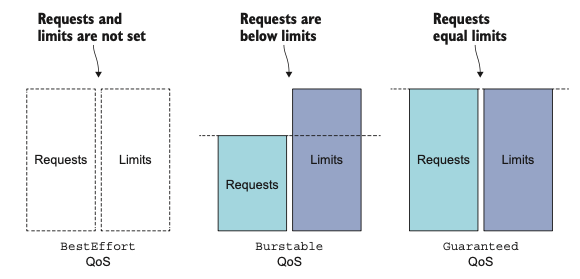 Requests and
limits are not set
Requests are
below limits
Requests
equal limits
Requests
Limits
Requests
Limits
Requests
Limits
BestEffort
QoS
Burstable
QoS
Guaranteed
QoS